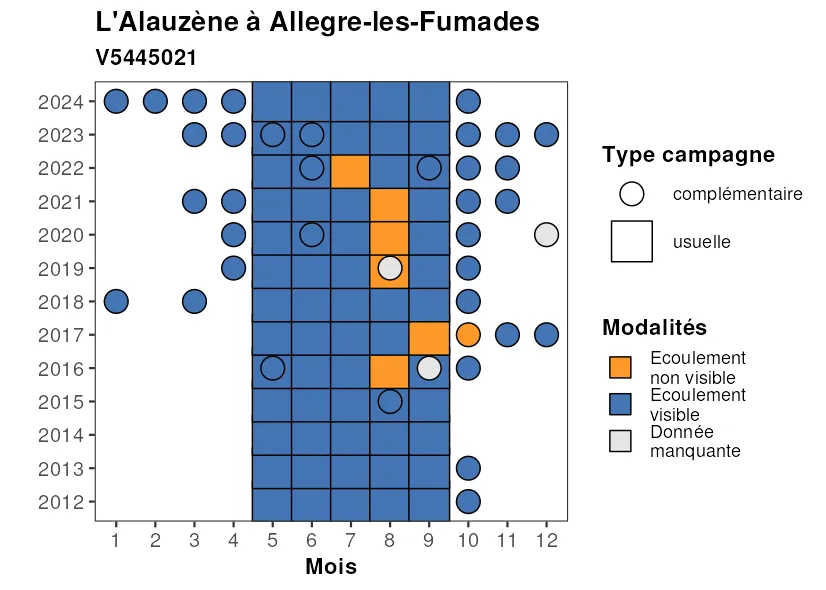 L'Alauzène à Allegre-les-Fumades
V5445021
2024
2023
2022
2021
2020
2019
2018
2017
2016
2015
2014
2013
2012
1 2 3 4 5 6 7 8 9 10 11 12
Mois
Type campagne
complémentaire
usuelle
Modalités
Ecoulement
non visible
Ecoulement
visible
Donnée
manquante